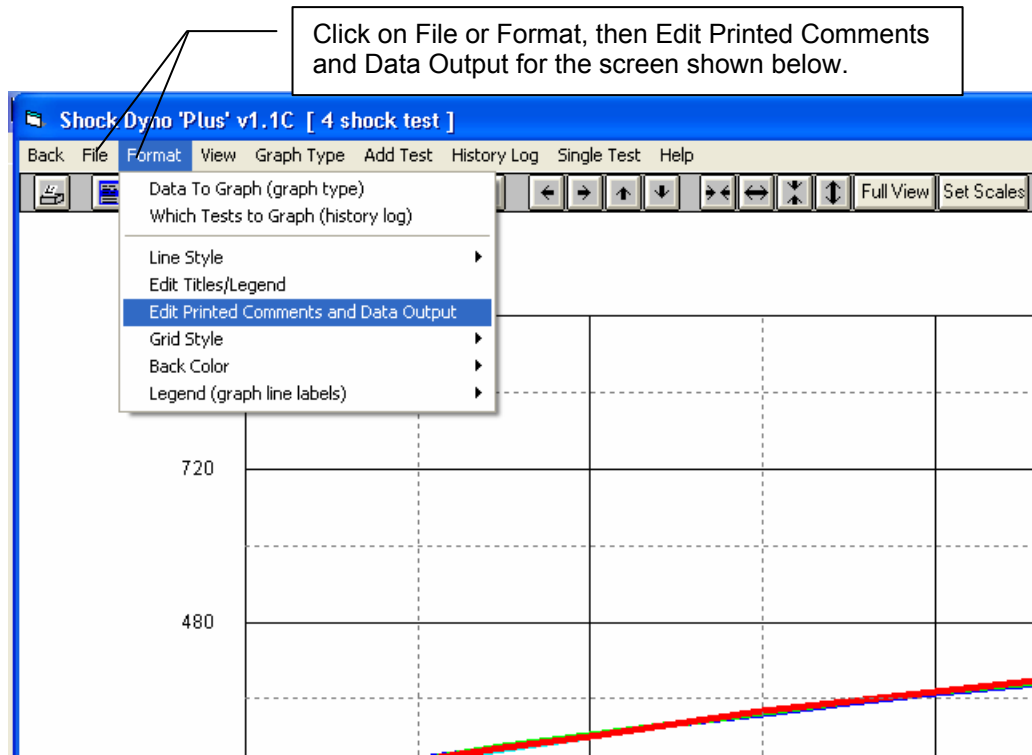 Click on File or Format, then Edit Printed Comments
and Data Output for the screen shown below.
Shock Dyno 'Plus' v1.1C [ 4 shock test ]
Back File Format View Graph Type Add Test History Log Single Test Help
Full View Set Scales
Data To Graph (graph type)
Which Tests to Graph (history log)
Line Style
Edit Titles/Legend
Edit Printed Comments and Data Output
Grid Style
Back Color
Legend (graph line labels)
720
480